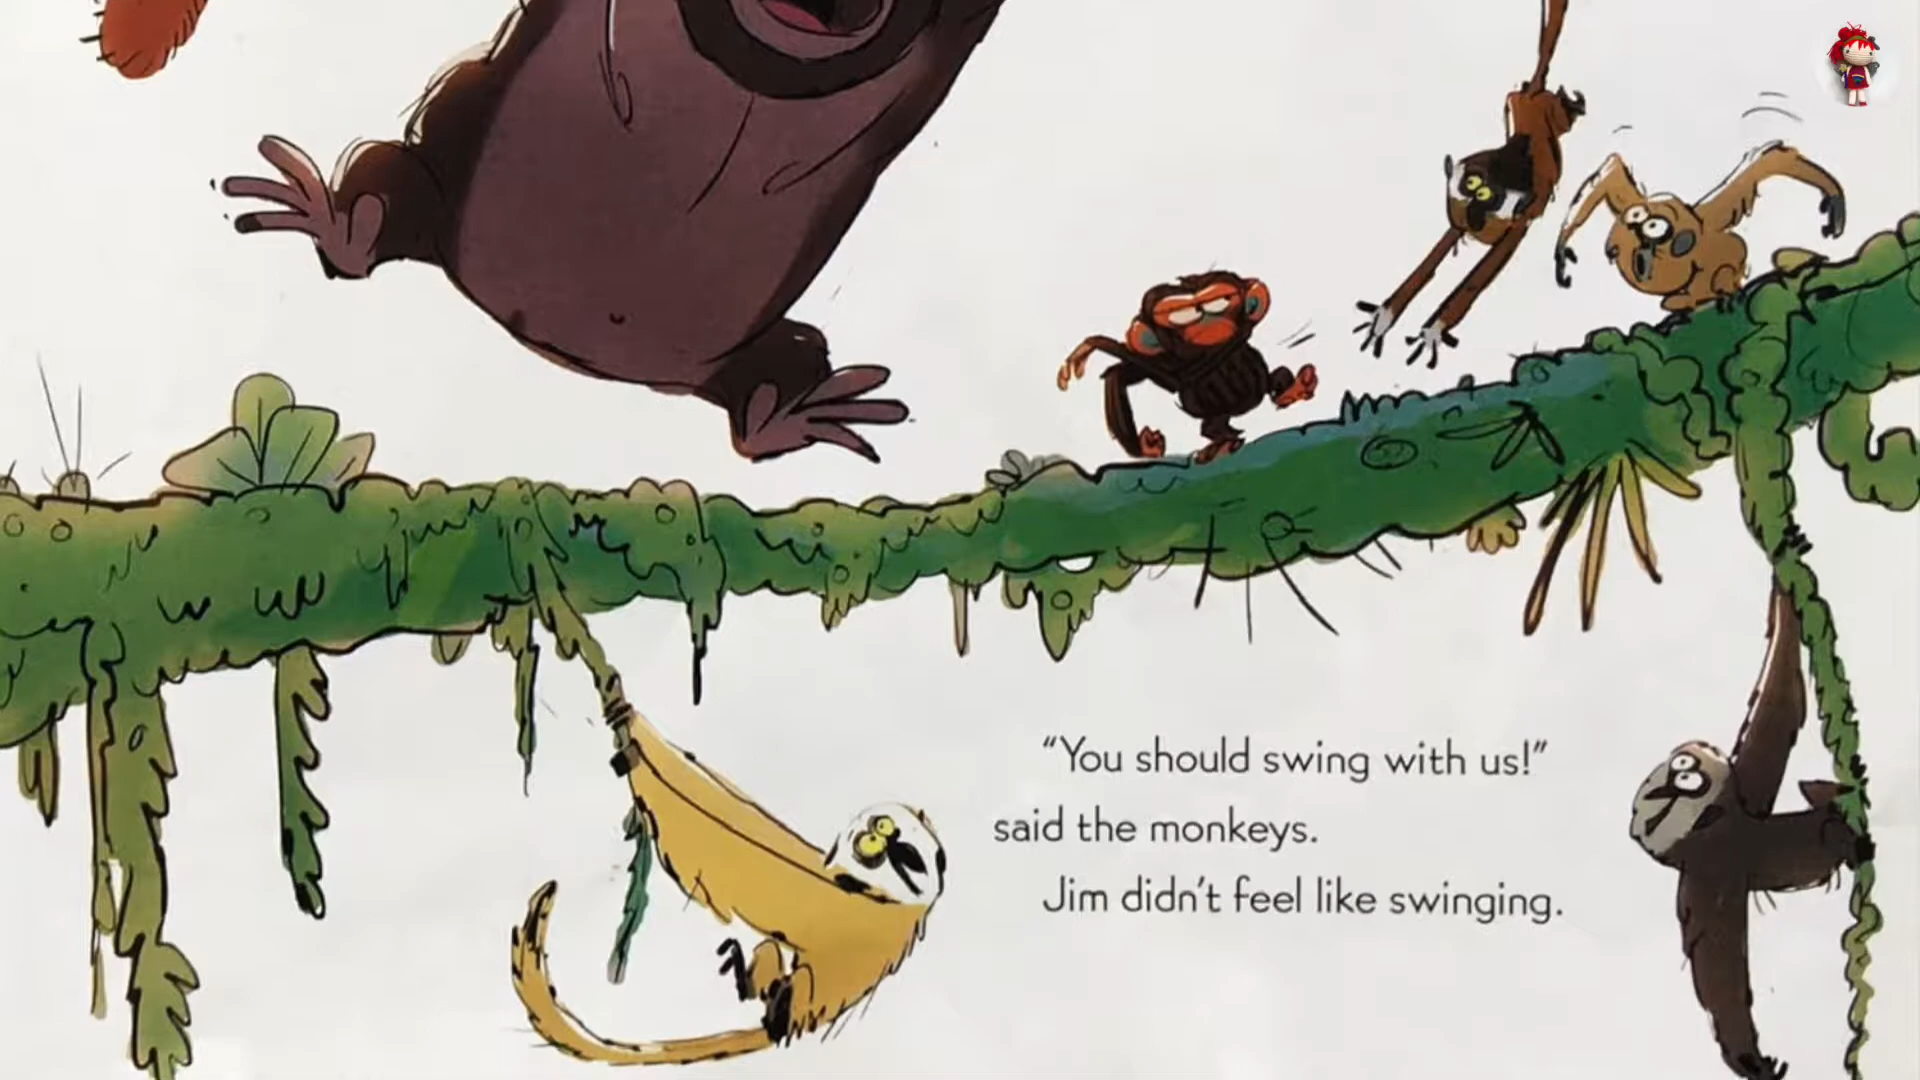 “You should swing with us!”
said the monkeys.
Jim didn’t feel like swinging.